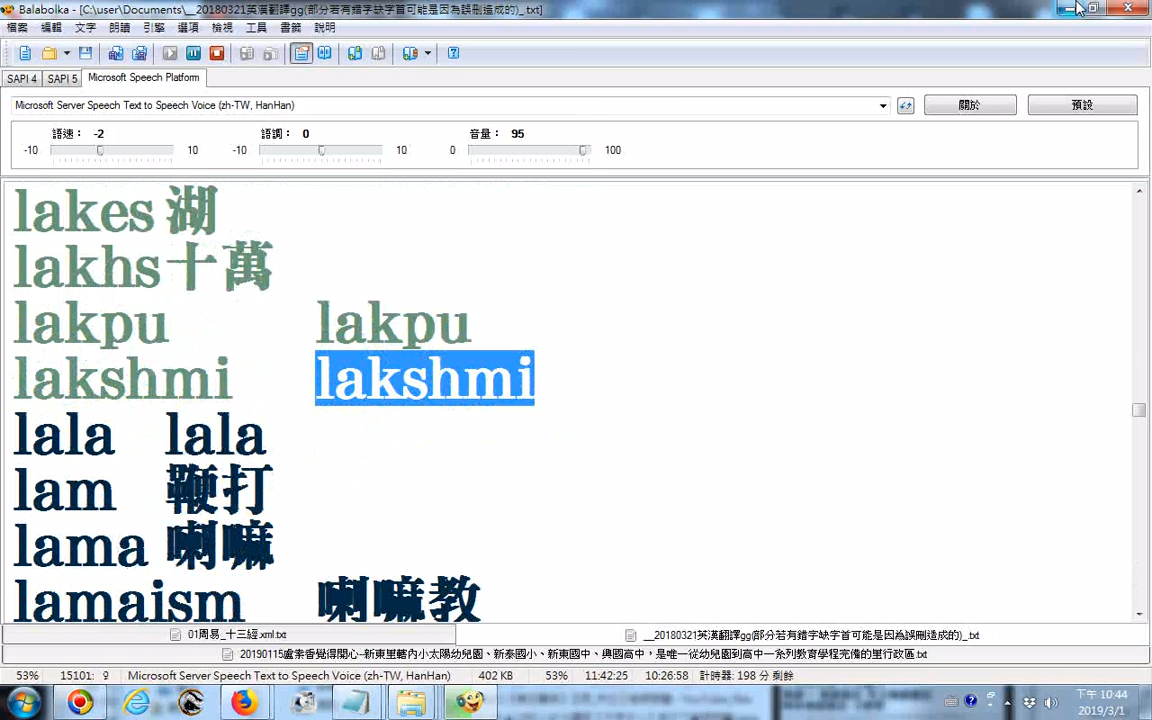 Balabolka - [C:\user\Documents\__20180321英漢翻譯gg(部分若有錯字缺字首可能是因為誤刪造成的)_.txt]
檔案 編輯 文字 朗讀 引擎 選項 檢視 工具 書籤 說明
SAPI 4 SAPI 5 Microsoft Speech Platform
Microsoft Server Speech Text to Speech Voice (zh-TW, HanHan) 關於 預設
語速： -2 語調： 0 音量： 95
-10 10 -10 10 0 100
lakes 湖
lakhs 十萬
lakpu lakpu
lakshmi lakshmi
lala lala
lam 鞭打
lama 喇嘛
lamaism 喇嘛教
01周易_十三經.xml.txt __20180321英漢翻譯gg(部分若有錯字缺字首可能是因為誤刪造成的)_.txt
20190115盧素香覺得開心-新東里轄內小太陽幼兒園、新泰國小、新東國中、興國高中，是唯一從幼兒園到高中一系列教育學程完備的里行政區.txt
53% 15101: 9 Microsoft Server Speech Text to Speech Voice (zh-TW, HanHan) 402 KB 53% 11:42:25 10:26:58 計時器: 198 分 剩餘
下午 10:44
2019/3/1